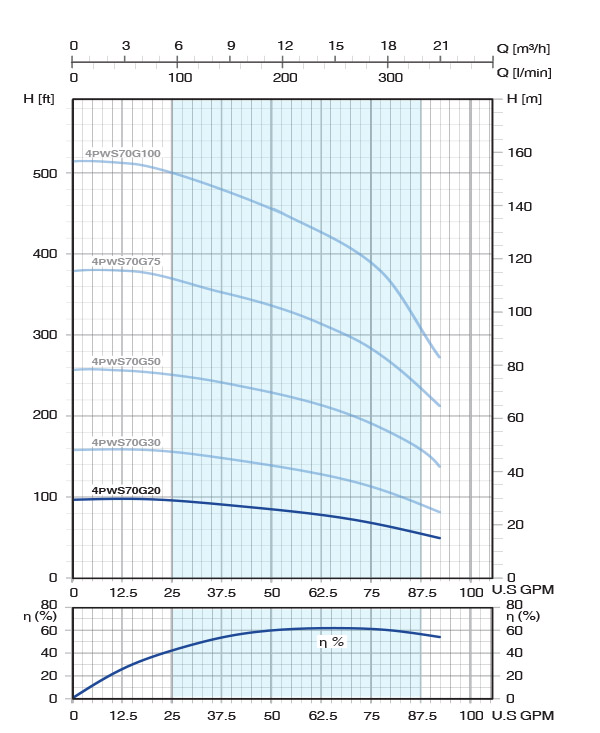 0 3 6 9 12 15 18 21 Q [m³/h]
0 100 200 300 Q [l/min]
H [ft] H [m]
4PWS70G100
160
500
140
4PWS70G75
400
120
100
300
4PWS70G50
80
200
60
4PWS70G30
40
4PWS70G20
100
20
0 0
0 12.5 25 37.5 50 62.5 75 87.5 100 U.S GPM
80 80
η (%) η (%)
60 60
η %
40 40
20 20
0 0
0 12.5 25 37.5 50 62.5 75 87.5 100 U.S GPM